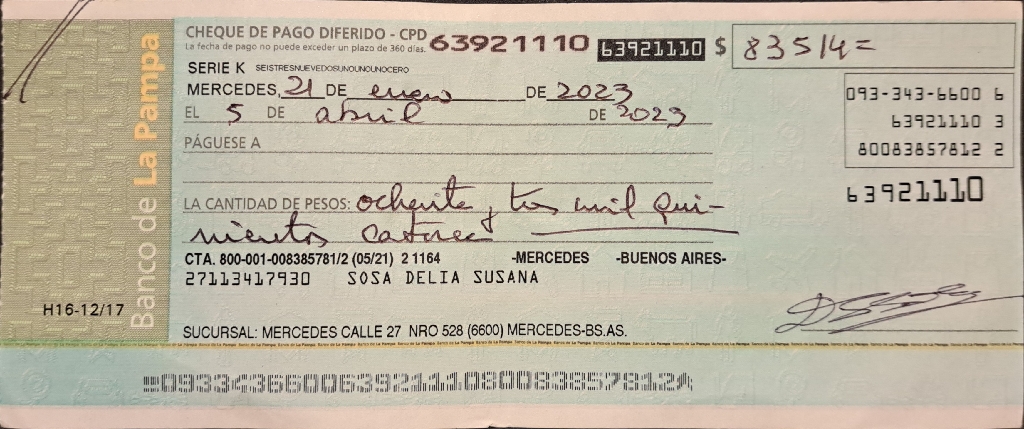 Banco de La Pampa
H16-12/17
CHEQUE DE PAGO DIFERIDO - CPD 63921110 63921110 $ 83514=
La fecha de pago no puede exceder un plazo de 360 días.
SERIE K SEISTRESNUEVEDOSUNOUNOUNOCERO
MERCEDES, 21 DE enero DE 2023
EL 5 DE abril DE 2023
093-343-6600 6
63921110 3
80083857812 2
63921110
PÁGUESE A
LA CANTIDAD DE PESOS: ochenta y tres mil qui-
nientos catorce
CTA. 800-001-008385781/2 (05/21) 2 1164 -MERCEDES -BUENOS AIRES-
27113417930 SOSA DELIA SUSANA
SUCURSAL: MERCEDES CALLE 27 NRO 528 (6600) MERCEDES-BS.AS.
09334366006392111080083857812